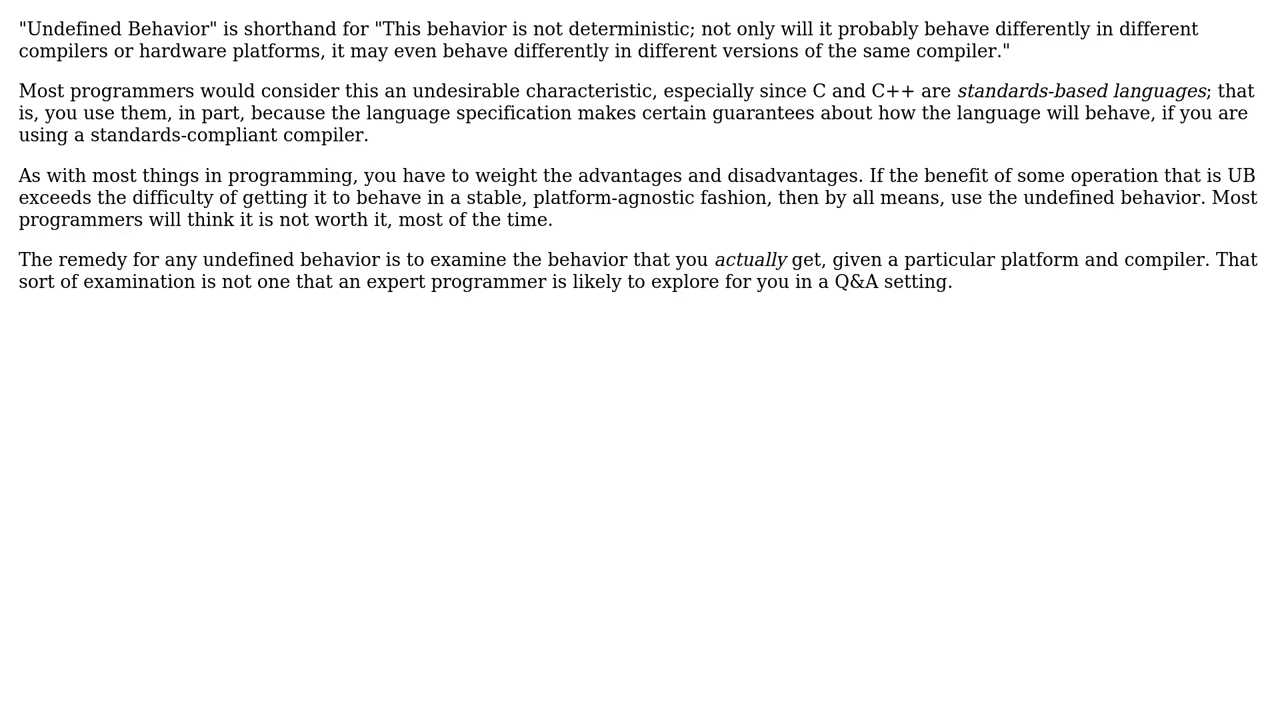 "Undefined Behavior" is shorthand for "This behavior is not deterministic; not only will it probably behave differently in different
compilers or hardware platforms, it may even behave differently in different versions of the same compiler."
Most programmers would consider this an undesirable characteristic, especially since C and C++ are standards-based languages; that
is, you use them, in part, because the language specification makes certain guarantees about how the language will behave, if you are
using a standards-compliant compiler.
As with most things in programming, you have to weight the advantages and disadvantages. If the benefit of some operation that is UB
exceeds the difficulty of getting it to behave in a stable, platform-agnostic fashion, then by all means, use the undefined behavior. Most
programmers will think it is not worth it, most of the time.
The remedy for any undefined behavior is to examine the behavior that you actually get, given a particular platform and compiler. That
sort of examination is not one that an expert programmer is likely to explore for you in a Q&A setting.